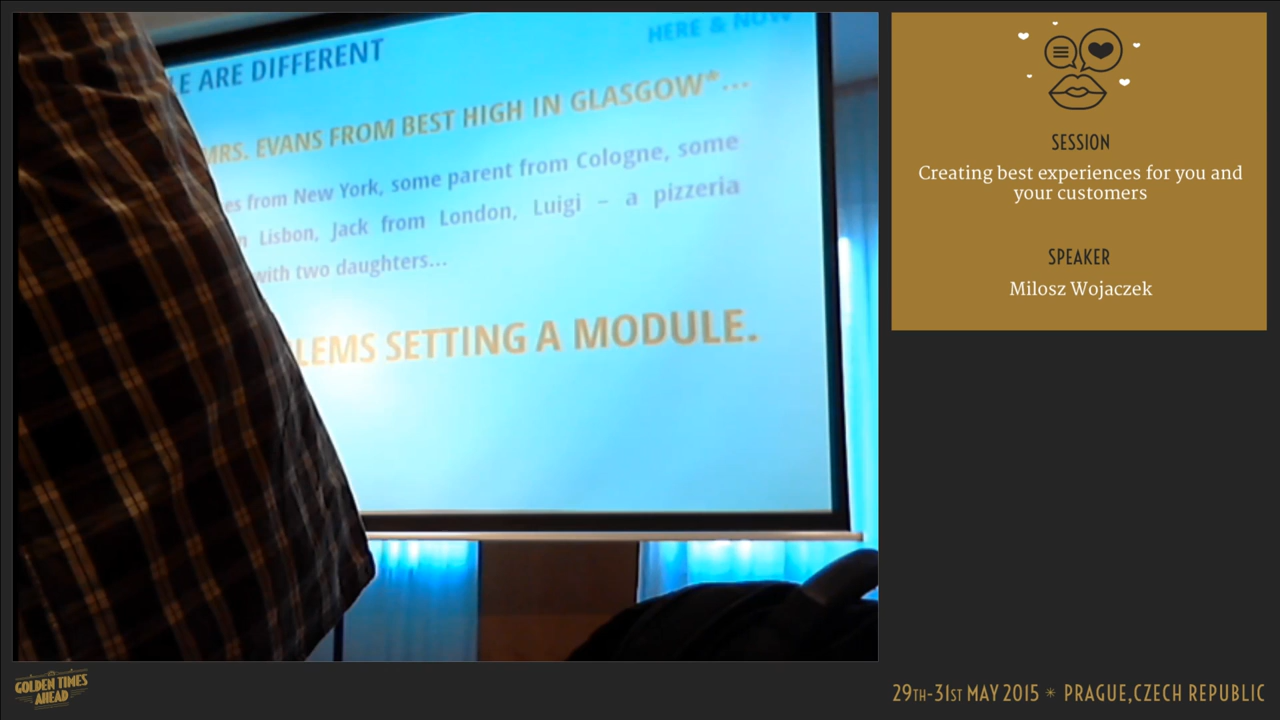 HERE & NOW
LE ARE DIFFERENT
MRS. EVANS FROM BEST HIGH IN GLASGOW*...
es from New York, some parent from Cologne, some
n Lisbon, Jack from London, Luigi – a pizzeria
with two daughters...
LEMS SETTING A MODULE.
SESSION
Creating best experiences for you and
your customers
SPEAKER
Milosz Wojaczek
GOLDEN TIMES
AHEAD
29TH-31ST MAY 2015 * PRAGUE,CZECH REPUBLIC